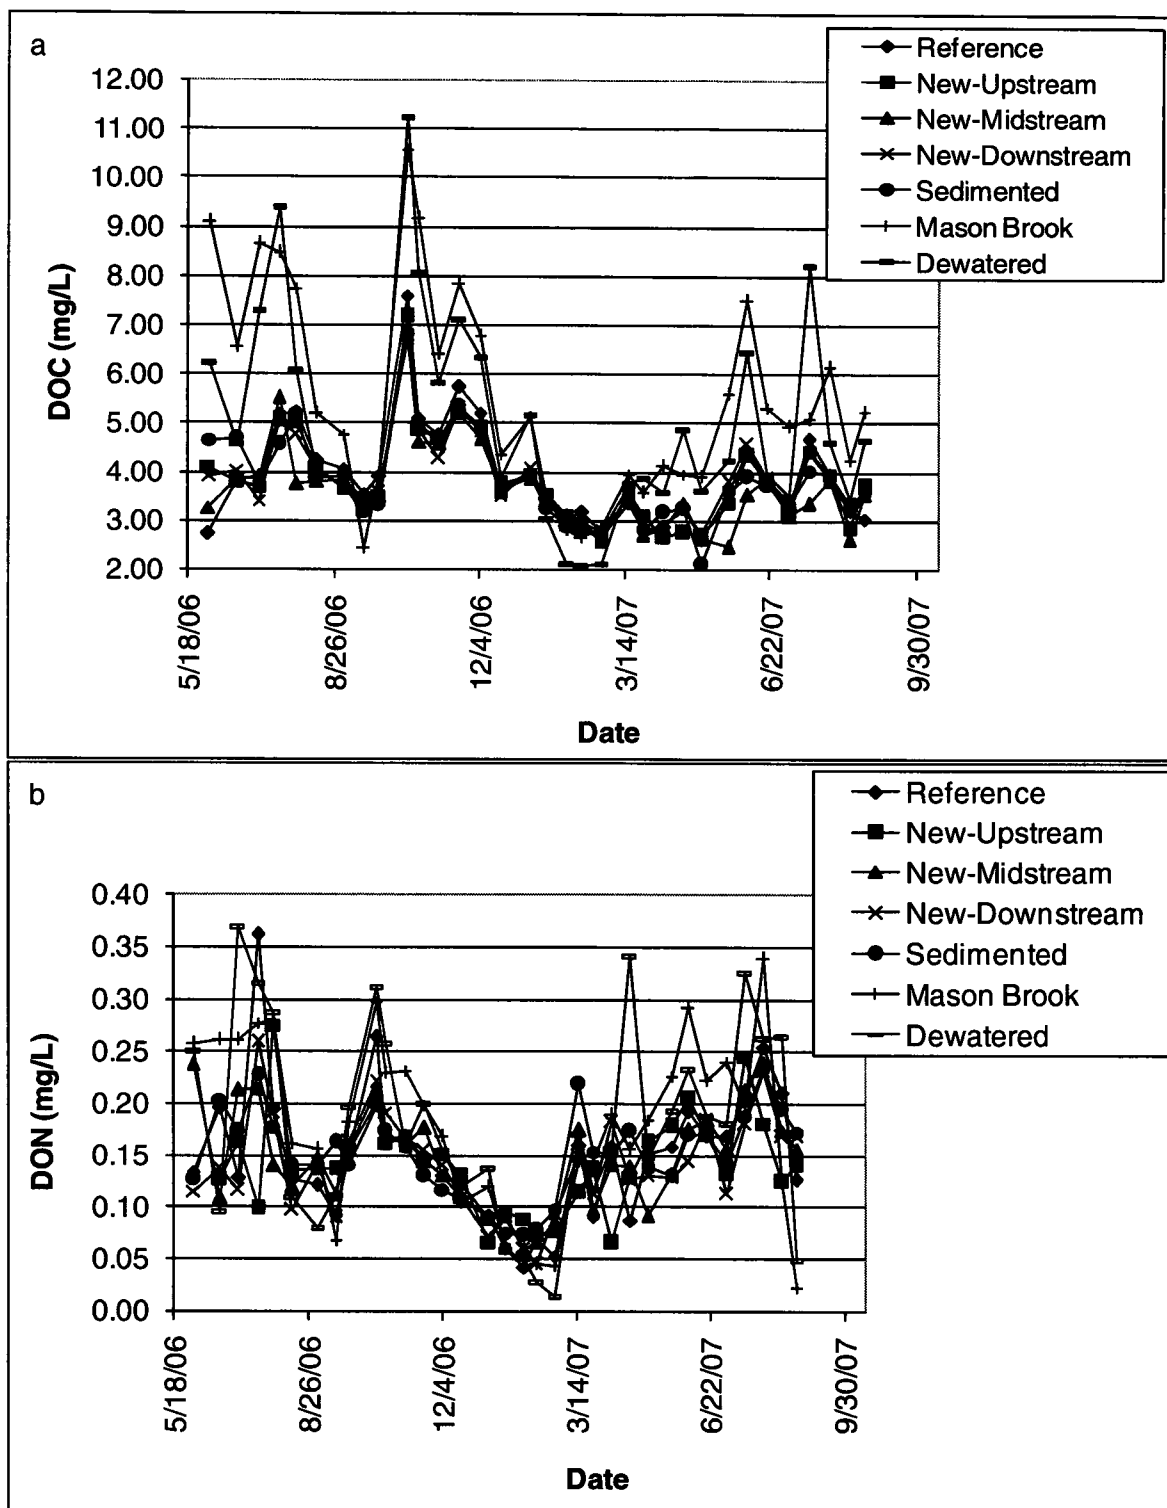 a
Reference
New-Upstream
New-Midstream
New-Downstream
Sedimented
Mason Brook
Dewatered
12.00
11.00
10.00
9.00
8.00
7.00
6.00
5.00
4.00
3.00
2.00
DOC (mg/L)
5/18/06
8/26/06
12/4/06
3/14/07
6/22/07
9/30/07
Date
b
Reference
New-Upstream
New-Midstream
New-Downstream
Sedimented
Mason Brook
Dewatered
0.40
0.35
0.30
0.25
0.20
0.15
0.10
0.05
0.00
DON (mg/L)
5/18/06
8/26/06
12/4/06
3/14/07
6/22/07
9/30/07
Date